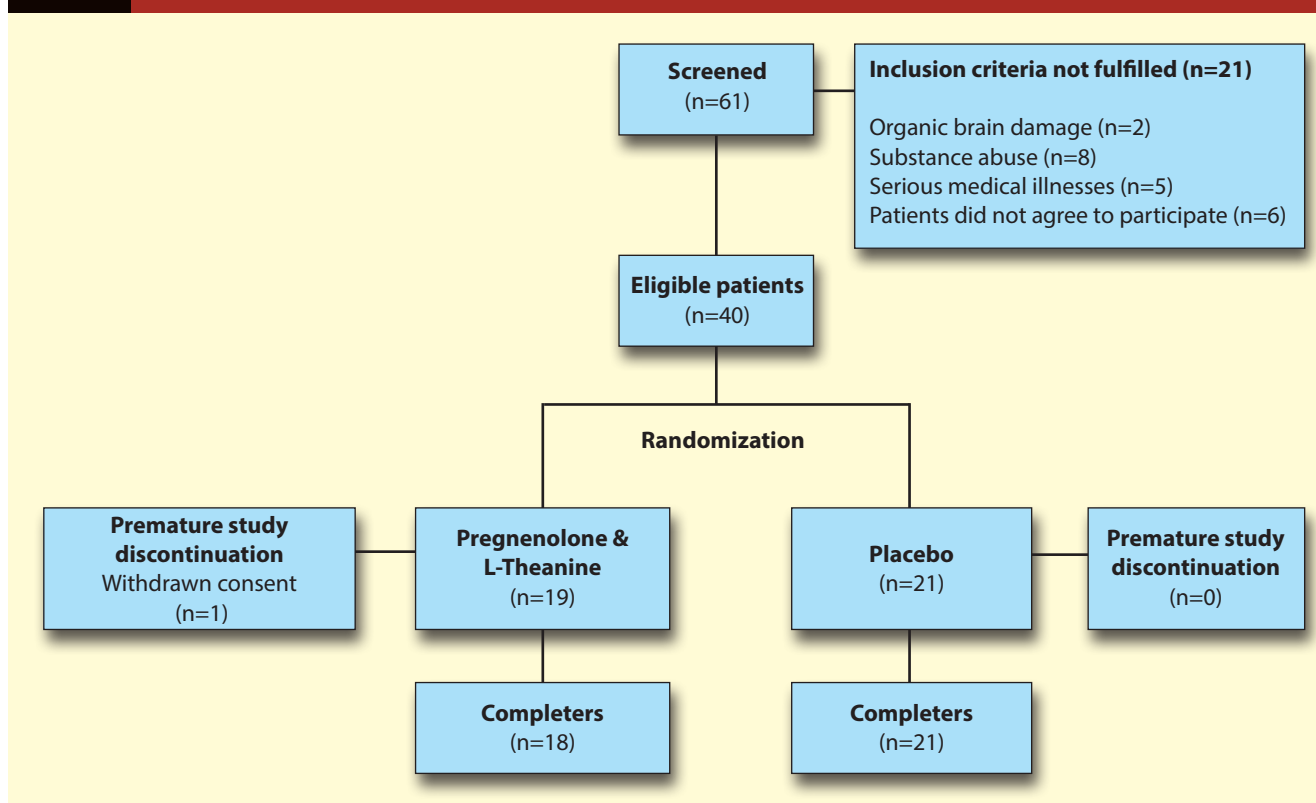 Screened
(n=61)
Inclusion criteria not fulfilled (n=21)
Organic brain damage (n=2)
Substance abuse (n=8)
Serious medical illnesses (n=5)
Patients did not agree to participate (n=6)
Eligible patients
(n=40)
Randomization
Premature study
discontinuation
Withdrawn consent
(n=1)
Pregnenolone &
L-Theanine
(n=19)
Placebo
(n=21)
Premature study
discontinuation
(n=0)
Completers
(n=18)
Completers
(n=21)